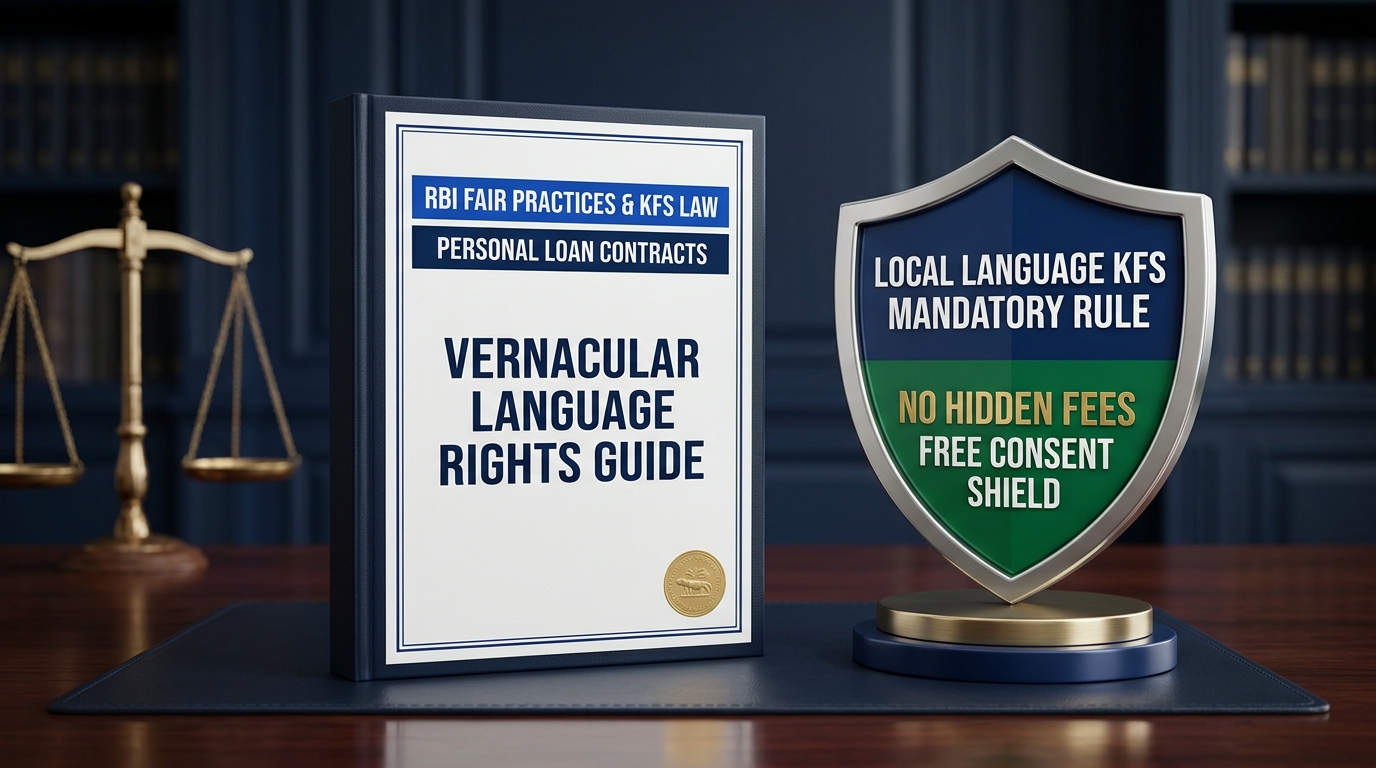 RBI FAIR PRACTICES & KFS LAW
PERSONAL LOAN CONTRACTS
VERNACULAR
LANGUAGE
RIGHTS GUIDE
LOCAL LANGUAGE KFS
MANDATORY RULE
NO HIDDEN FEES
FREE CONSENT
SHIELD